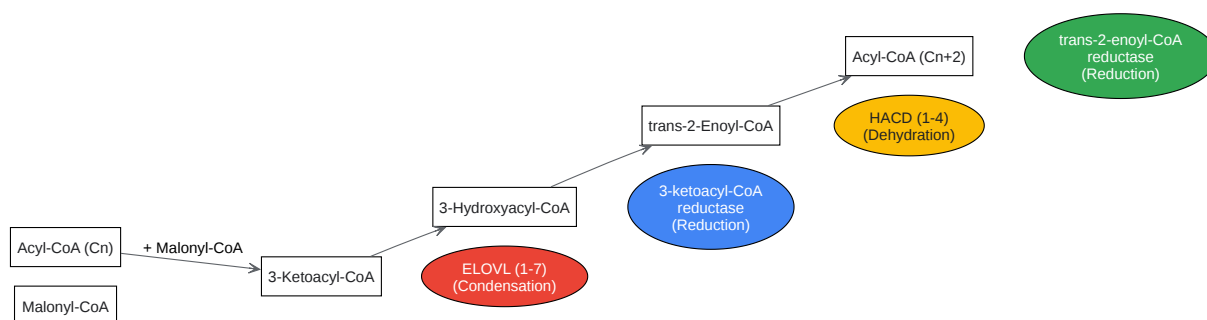 Acyl-CoA (Cn)
+ Malonyl-CoA
Malonyl-CoA
3-Ketoacyl-CoA
3-Hydroxyacyl-CoA
ELOVL (1-7)
(Condensation)
trans-2-Enoyl-CoA
3-ketoacyl-CoA
reductase
(Reduction)
Acyl-CoA (Cn+2)
HACD (1-4)
(Dehydration)
trans-2-enoyl-CoA
reductase
(Reduction)